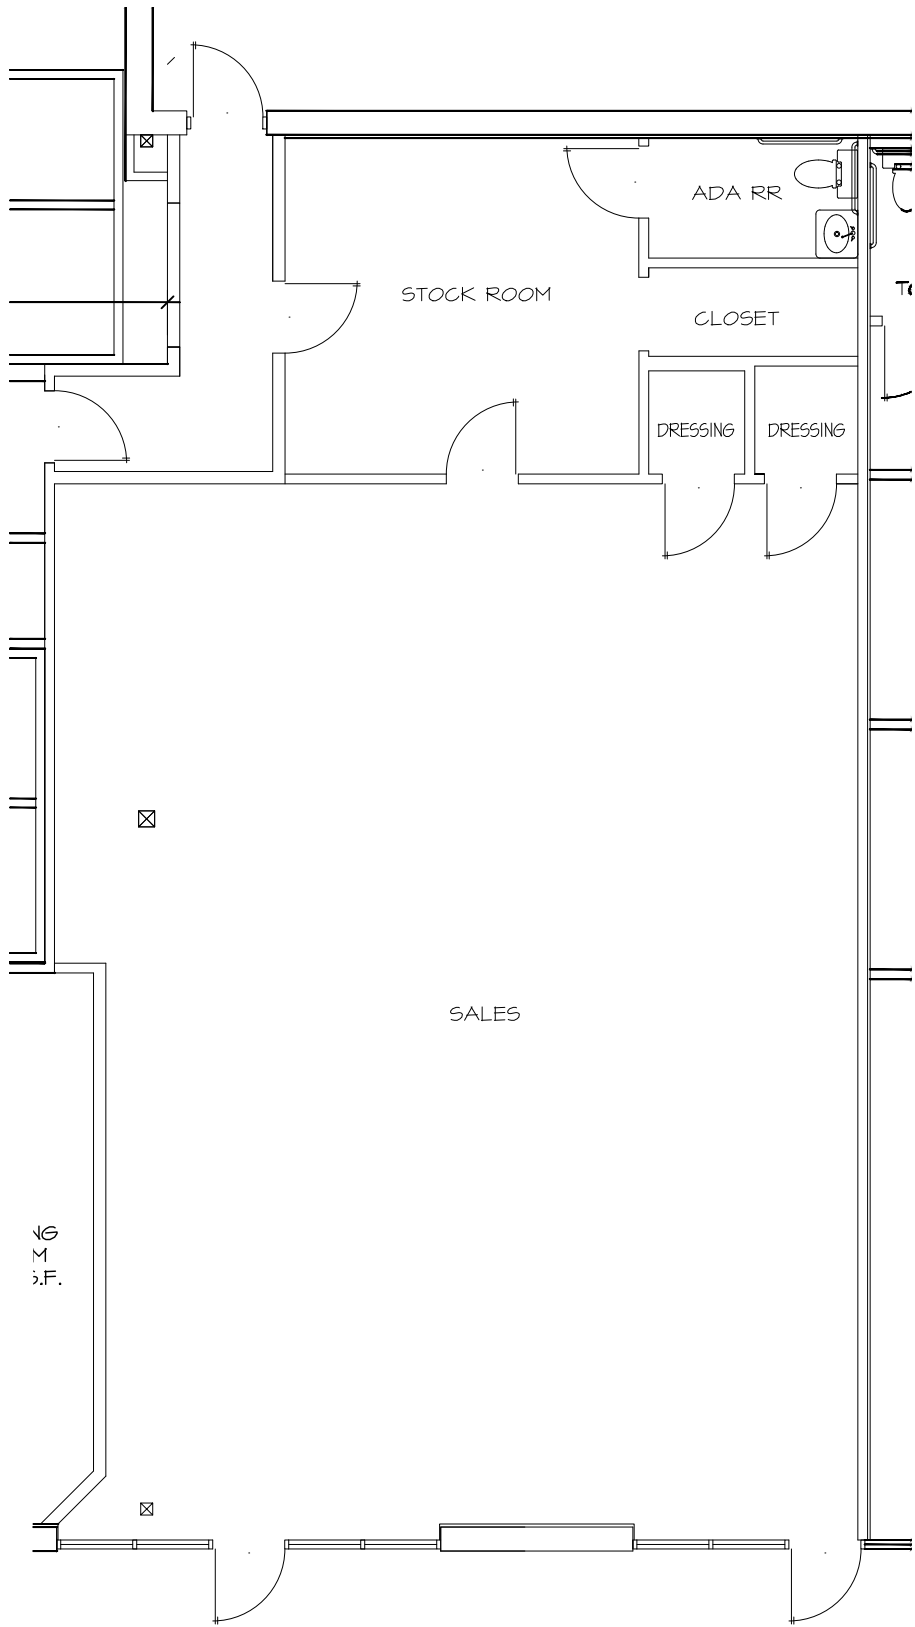 ADA RR
STOCK ROOM
CLOSET
DRESSING
DRESSING
SALES
S.F.